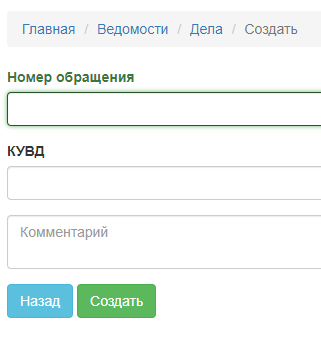 Главная / Ведомости / Дела / Создать
Номер обращения
КУВД
Комментарий
Назад Создать